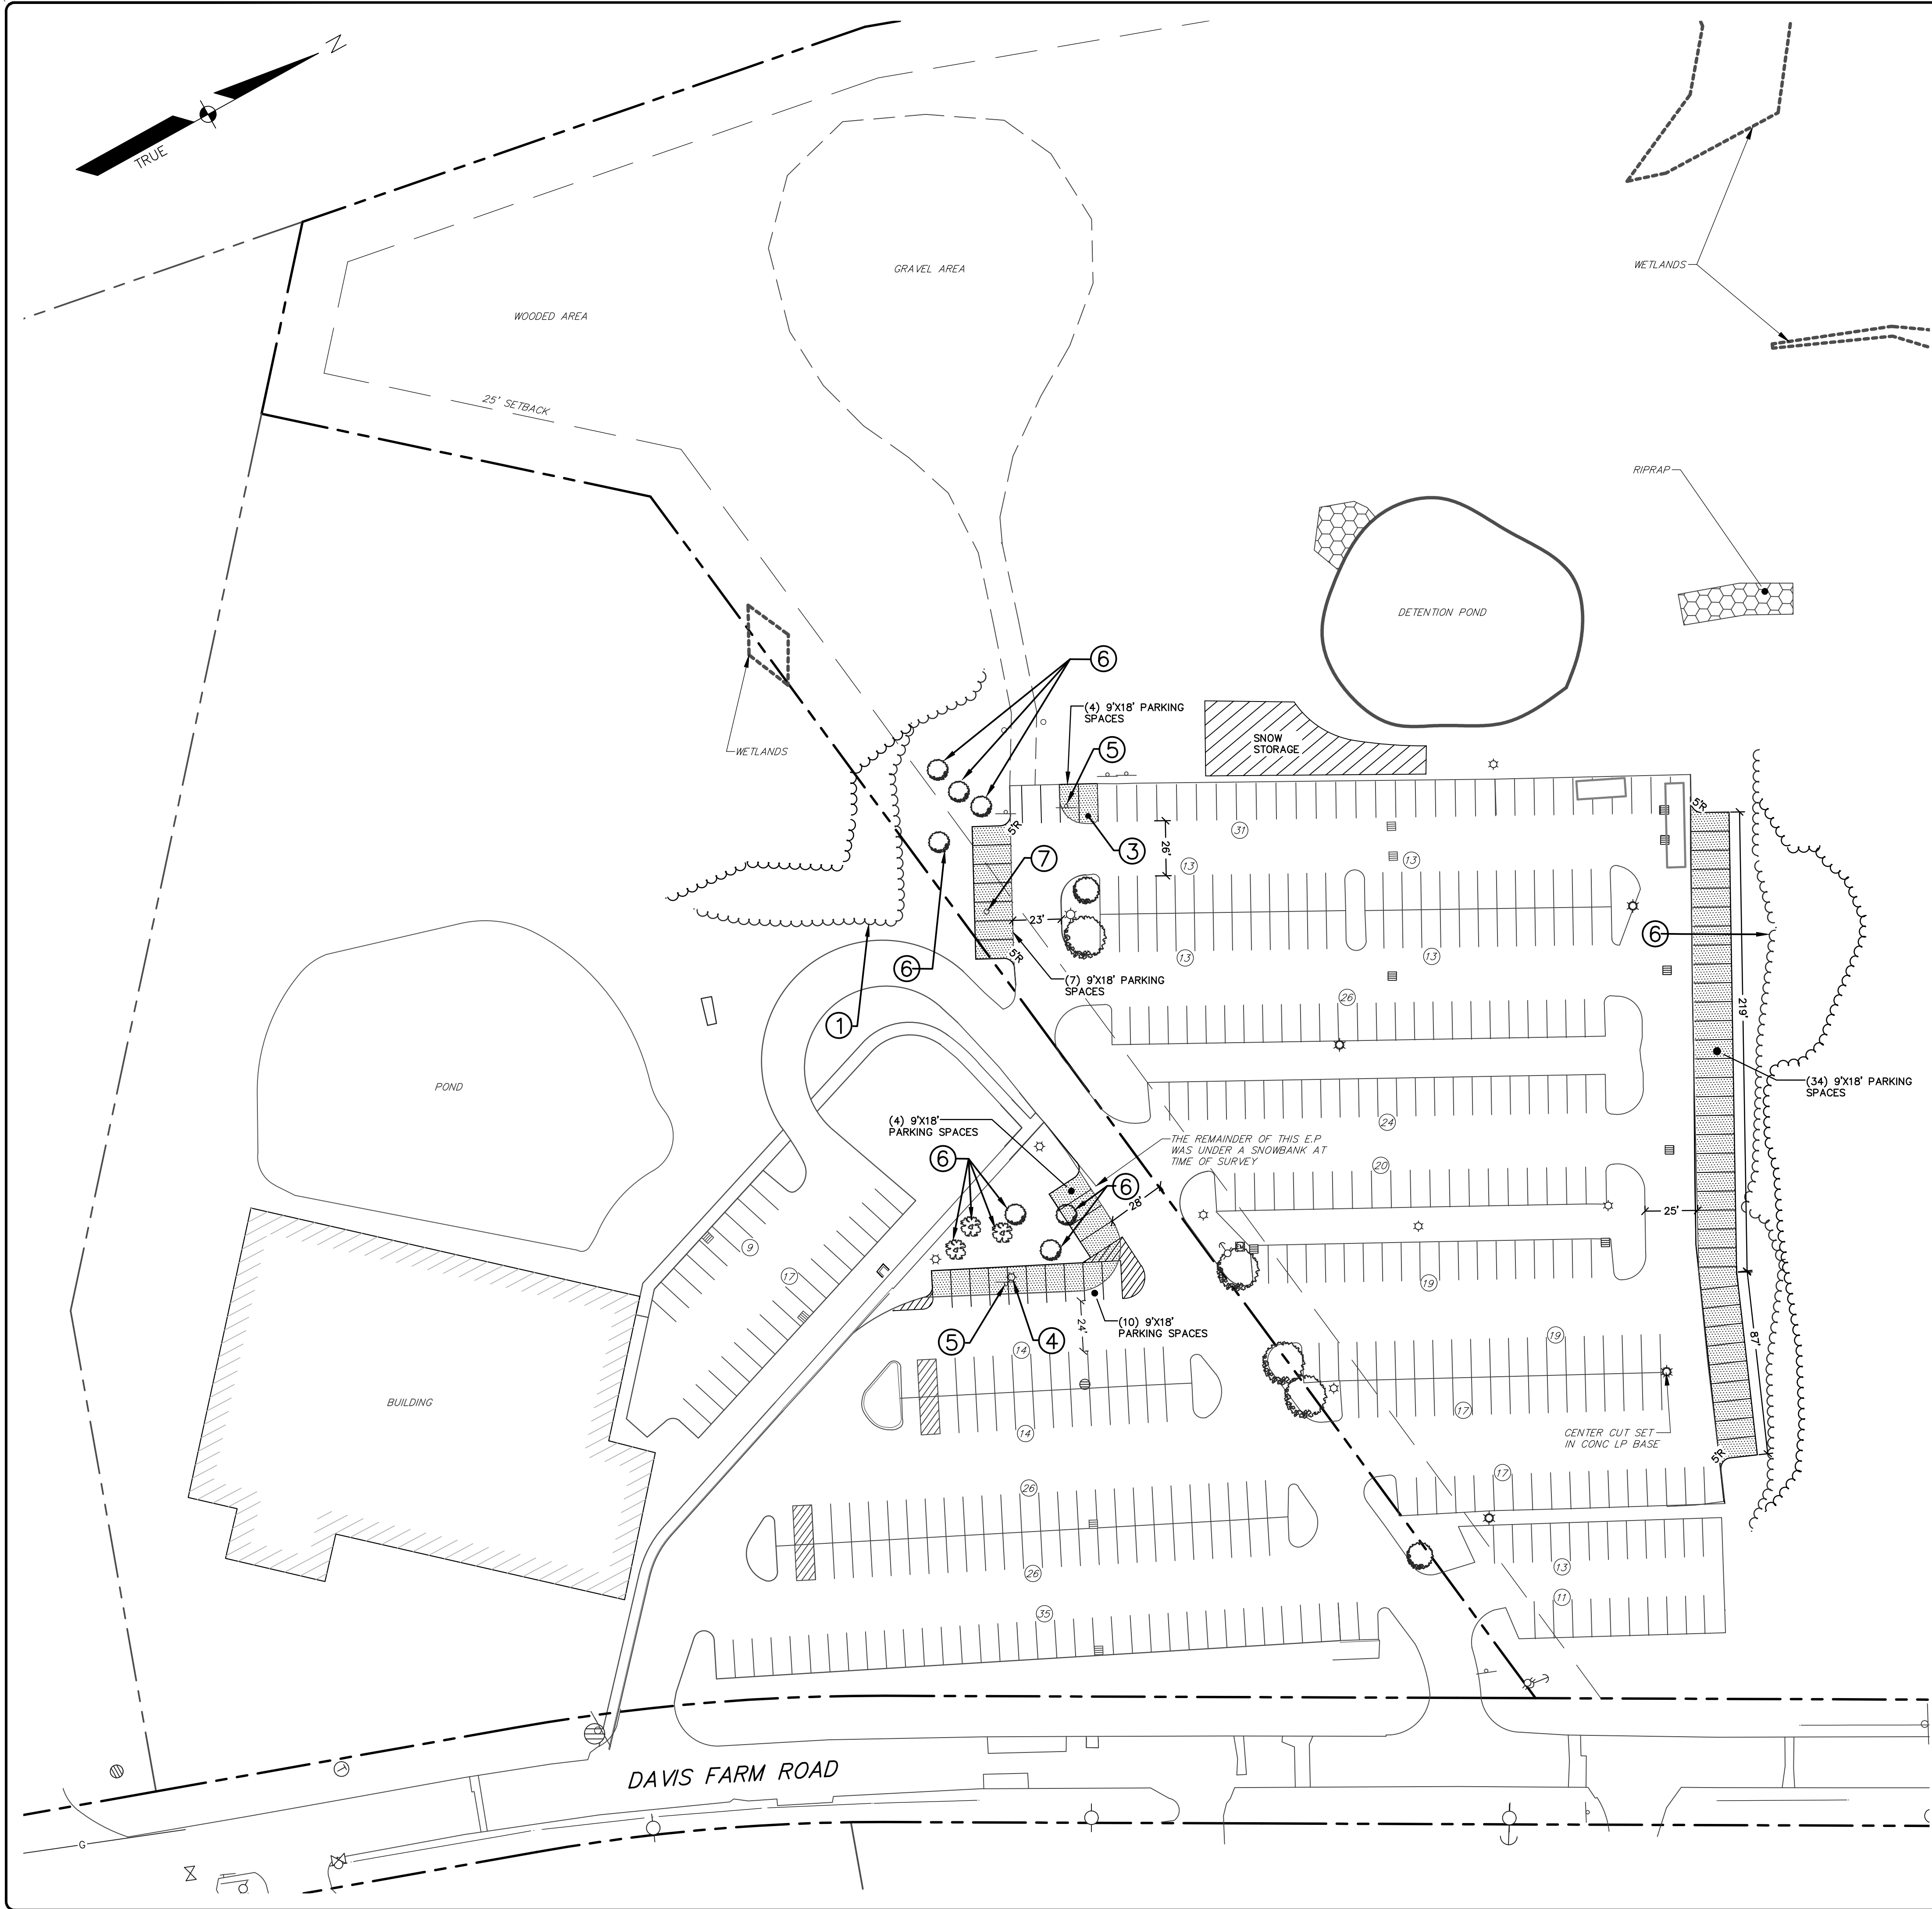 N
TRUE
GRAVEL AREA
WOODED AREA
25' SETBACK
WETLANDS
RIPRAP
DETENTION POND
6
(4) 9'X18' PARKING
SPACES
5
SNOW
STORAGE
WETLANDS
5'R
5'R
31
3
26'
7
13
13
23'
6
13
13
5'R
6
(7) 9'X18' PARKING
SPACES
26
219'
1
POND
(34) 9'X18' PARKING
SPACES
(4) 9'X18'
PARKING SPACES
24
THE REMAINDER OF THIS E.P
WAS UNDER A SNOWBANK AT
TIME OF SURVEY
6
20
6
28'
25'
9
17
19
(10) 9'X18'
PARKING SPACES
24'
5
4
14
19
87'
BUILDING
14
17
CENTER CUT SET
IN CONC LP BASE
5'R
17
26
26
13
11
35
DAVIS FARM ROAD
G